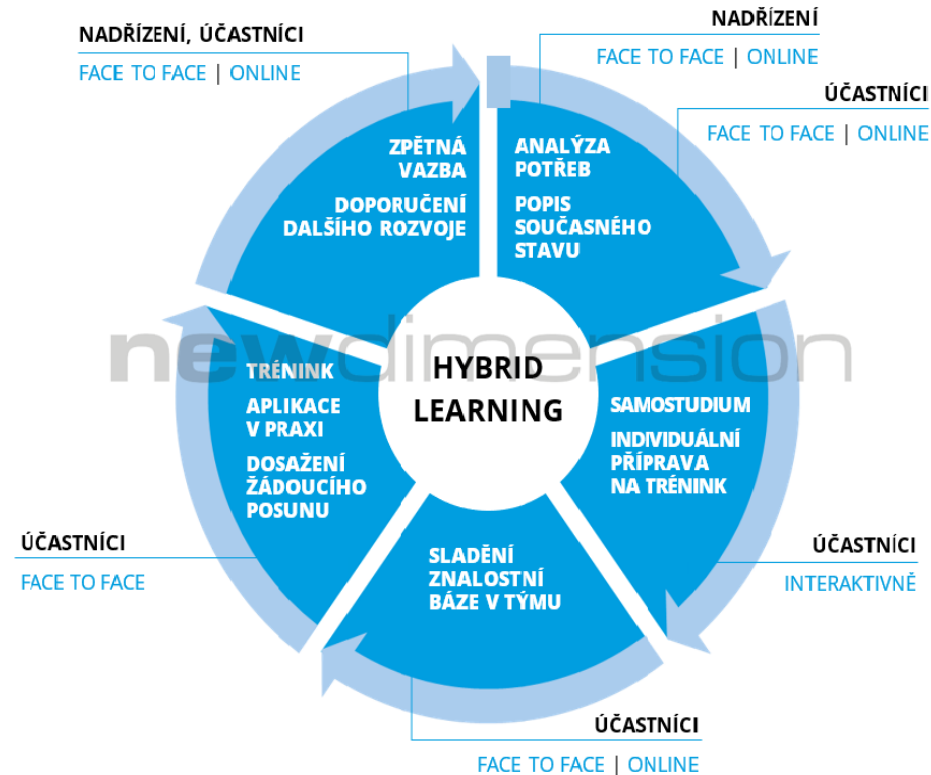 NADŘÍZENÍ, ÚČASTNÍCI
FACE TO FACE | ONLINE
NADŘÍZENÍ
FACE TO FACE | ONLINE
ÚČASTNÍCI
FACE TO FACE | ONLINE
ZPĚTNÁ
VAZBA
DOPORUČENÍ
DALŠÍHO ROZVOJE
ANALÝZA
POTŘEB
POPIS
SOUČASNÉHO
STAVU
newdimension
HYBRID
LEARNING
TRÉNINK
APLIKACE
V PRAXI
DOSAŽENÍ
ŽÁDOUCÍHO
POSUNU
SAMOSTUDIUM
INDIVIDUÁLNÍ
PŘÍPRAVA
NA TRÉNINK
SLADĚNÍ
ZNALOSTNÍ
BÁZE V TÝMU
ÚČASTNÍCI
FACE TO FACE
ÚČASTNÍCI
INTERAKTIVNĚ
ÚČASTNÍCI
FACE TO FACE | ONLINE